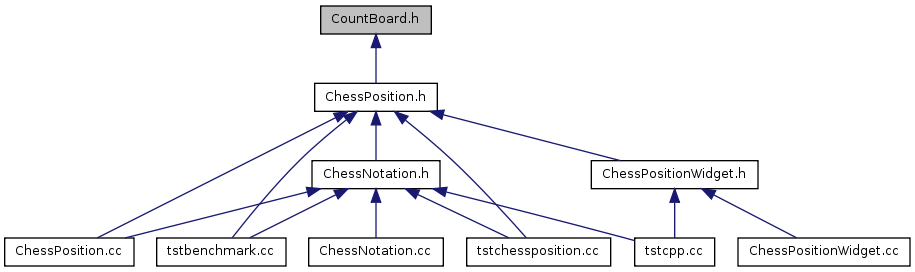 CountBoard.h
ChessPosition.h
ChessNotation.h
ChessPositionWidget.h
ChessPosition.cc
tstbenchmark.cc
ChessNotation.cc
tstchessposition.cc
tstcpp.cc
ChessPositionWidget.cc